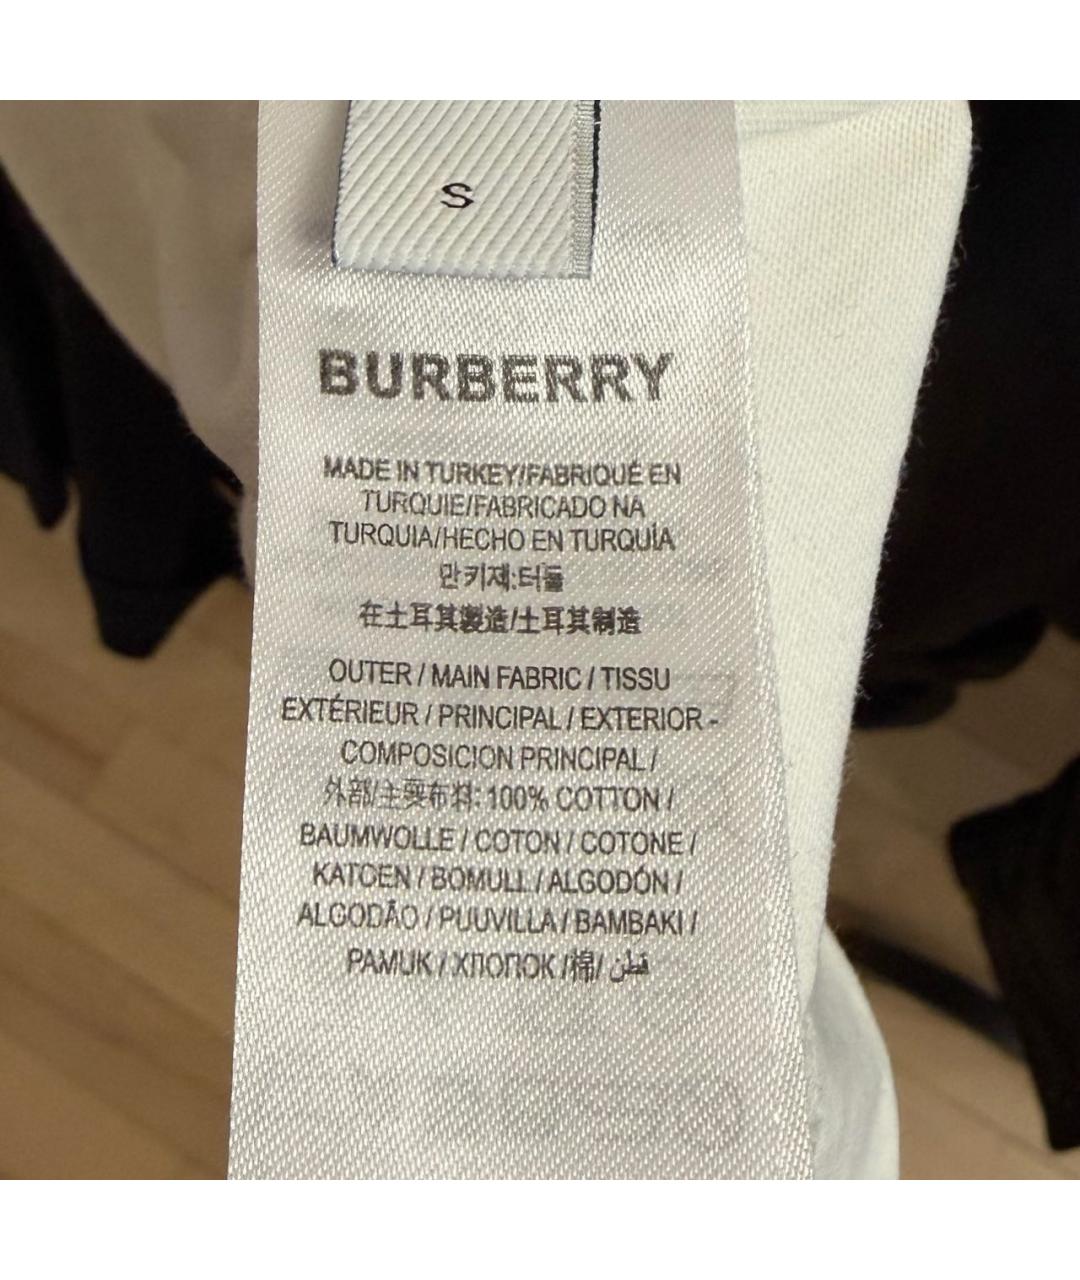 S
BURBERRY
MADE IN TURKEY/FABRIQUÉ EN
TURQUIE/FABRICADO NA
TURQUIA/HECHO EN TURQUÍA
만키제:터들
在土耳其製造/土耳其制造
OUTER / MAIN FABRIC / TISSU
EXTÉRIEUR / PRINCIPAL / EXTERIOR -
COMPOSICION PRINCIPAL /
外部/主要布料: 100% COTTON /
BAUMWOLLE / COTON / COTONE /
KATOEN / BOMULL / ALGODÓN /
ALGODÃO / PUUVILLA / BAMBAKI /
PAMUK / ХЛОПОК /棉/ قطن